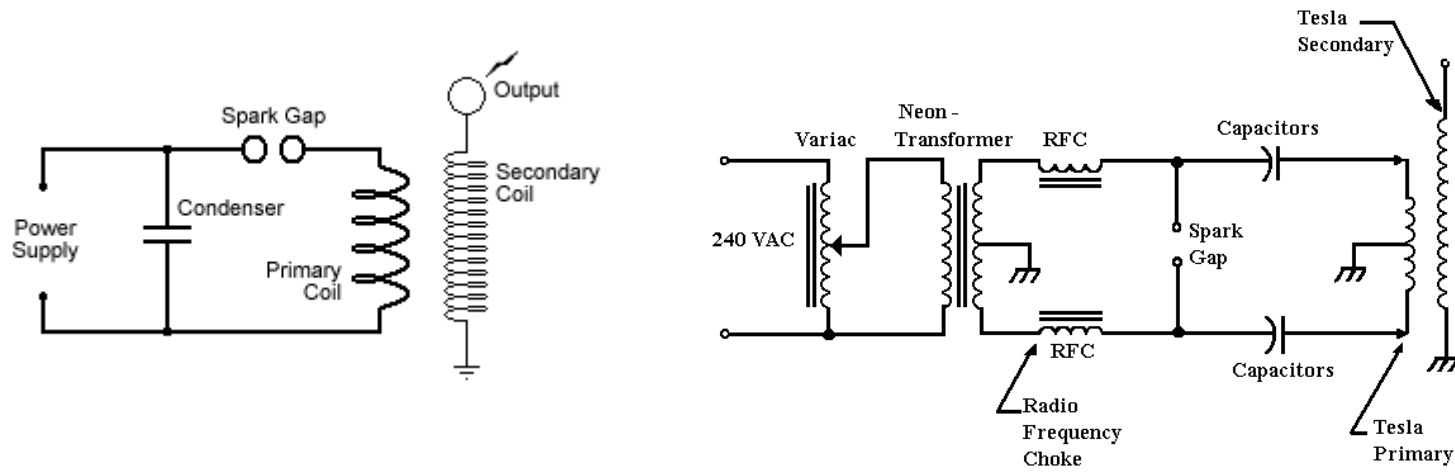 Output
Spark Gap
Secondary
Coil
Condenser
Power
Supply
Primary
Coil
Tesla
Secondary
Neon -
Variac
Transformer
RFC
Capacitors
240 VAC
Spark
Gap
RFC
Capacitors
Radio
Frequency
Choke
Tesla
Primary